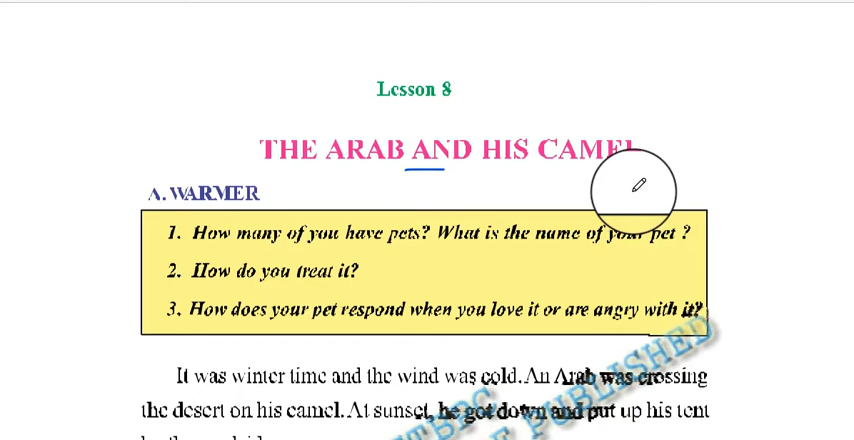 Lesson 8
THE ARAB AND HIS CAMEL
A. WARMER
1. How many of you have pets? What is the name of your pet ?
2. How do you treat it?
3. How does your pet respond when you love it or are angry with it?
It was winter time and the wind was cold. An Arab was crossing
the desert on his camel. At sunset, he got down and put up his tent
PUBLISHED